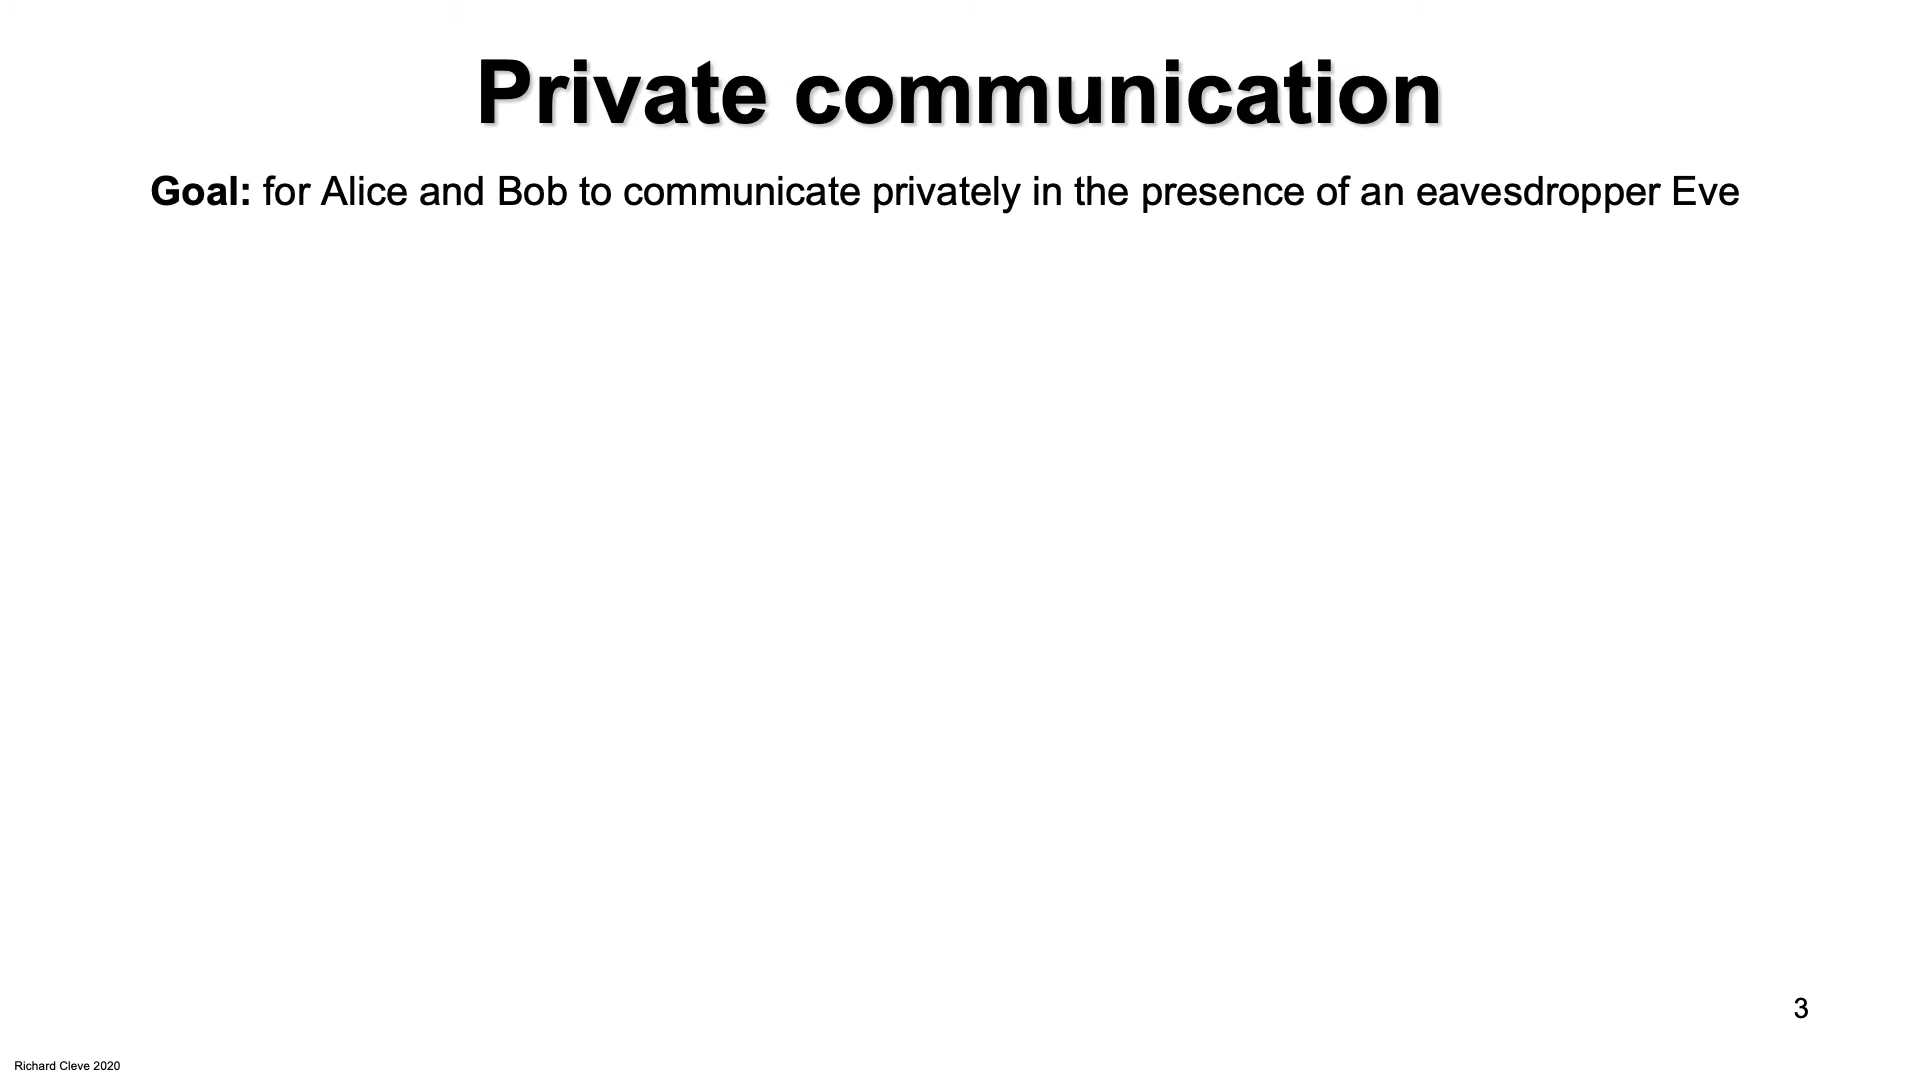 Private communication
Goal: for Alice and Bob to communicate privately in the presence of an eavesdropper Eve
3
Richard Cleve 2020